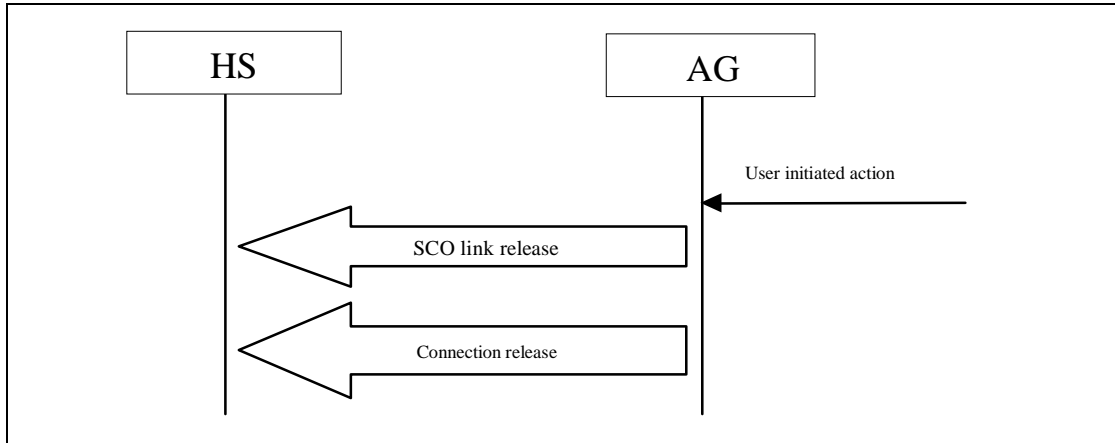 HS
AG
User initiated action
SCO link release
Connection release